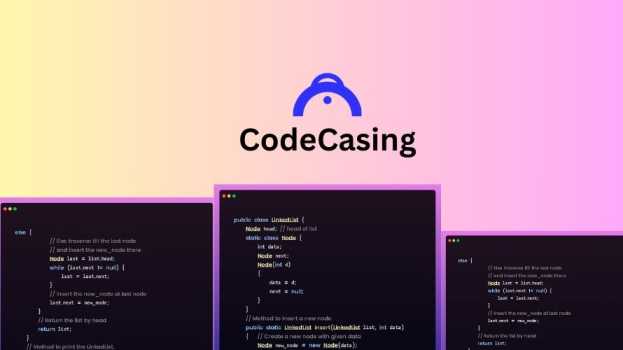 CodeCasing
else {
// Else traverse till the last node
// and insert the new_node there
Node last = list.head;
while (last.next != null) {
last = last.next;
}
// Insert the new_node at last node
last.next = new_node;
}
// Return the list by head
return list;
}
// Method to print the LinkedList.
public class LinkedList {
Node head; // head of list
static class Node {
int data;
Node next;
Node(int d)
{
data = d;
next = null;
}
}
// Method to insert a new node
public static LinkedList insert(LinkedList list, int data)
{ // Create a new node with given data
Node new_node = new Node(data);
else {
// Else traverse till the last node
// and insert the new_node there
Node last = list.head;
while (last.next != null) {
last = last.next;
}
// Insert the new_node at last node
last.next = new_node;
}
// Return the list by head
return list;